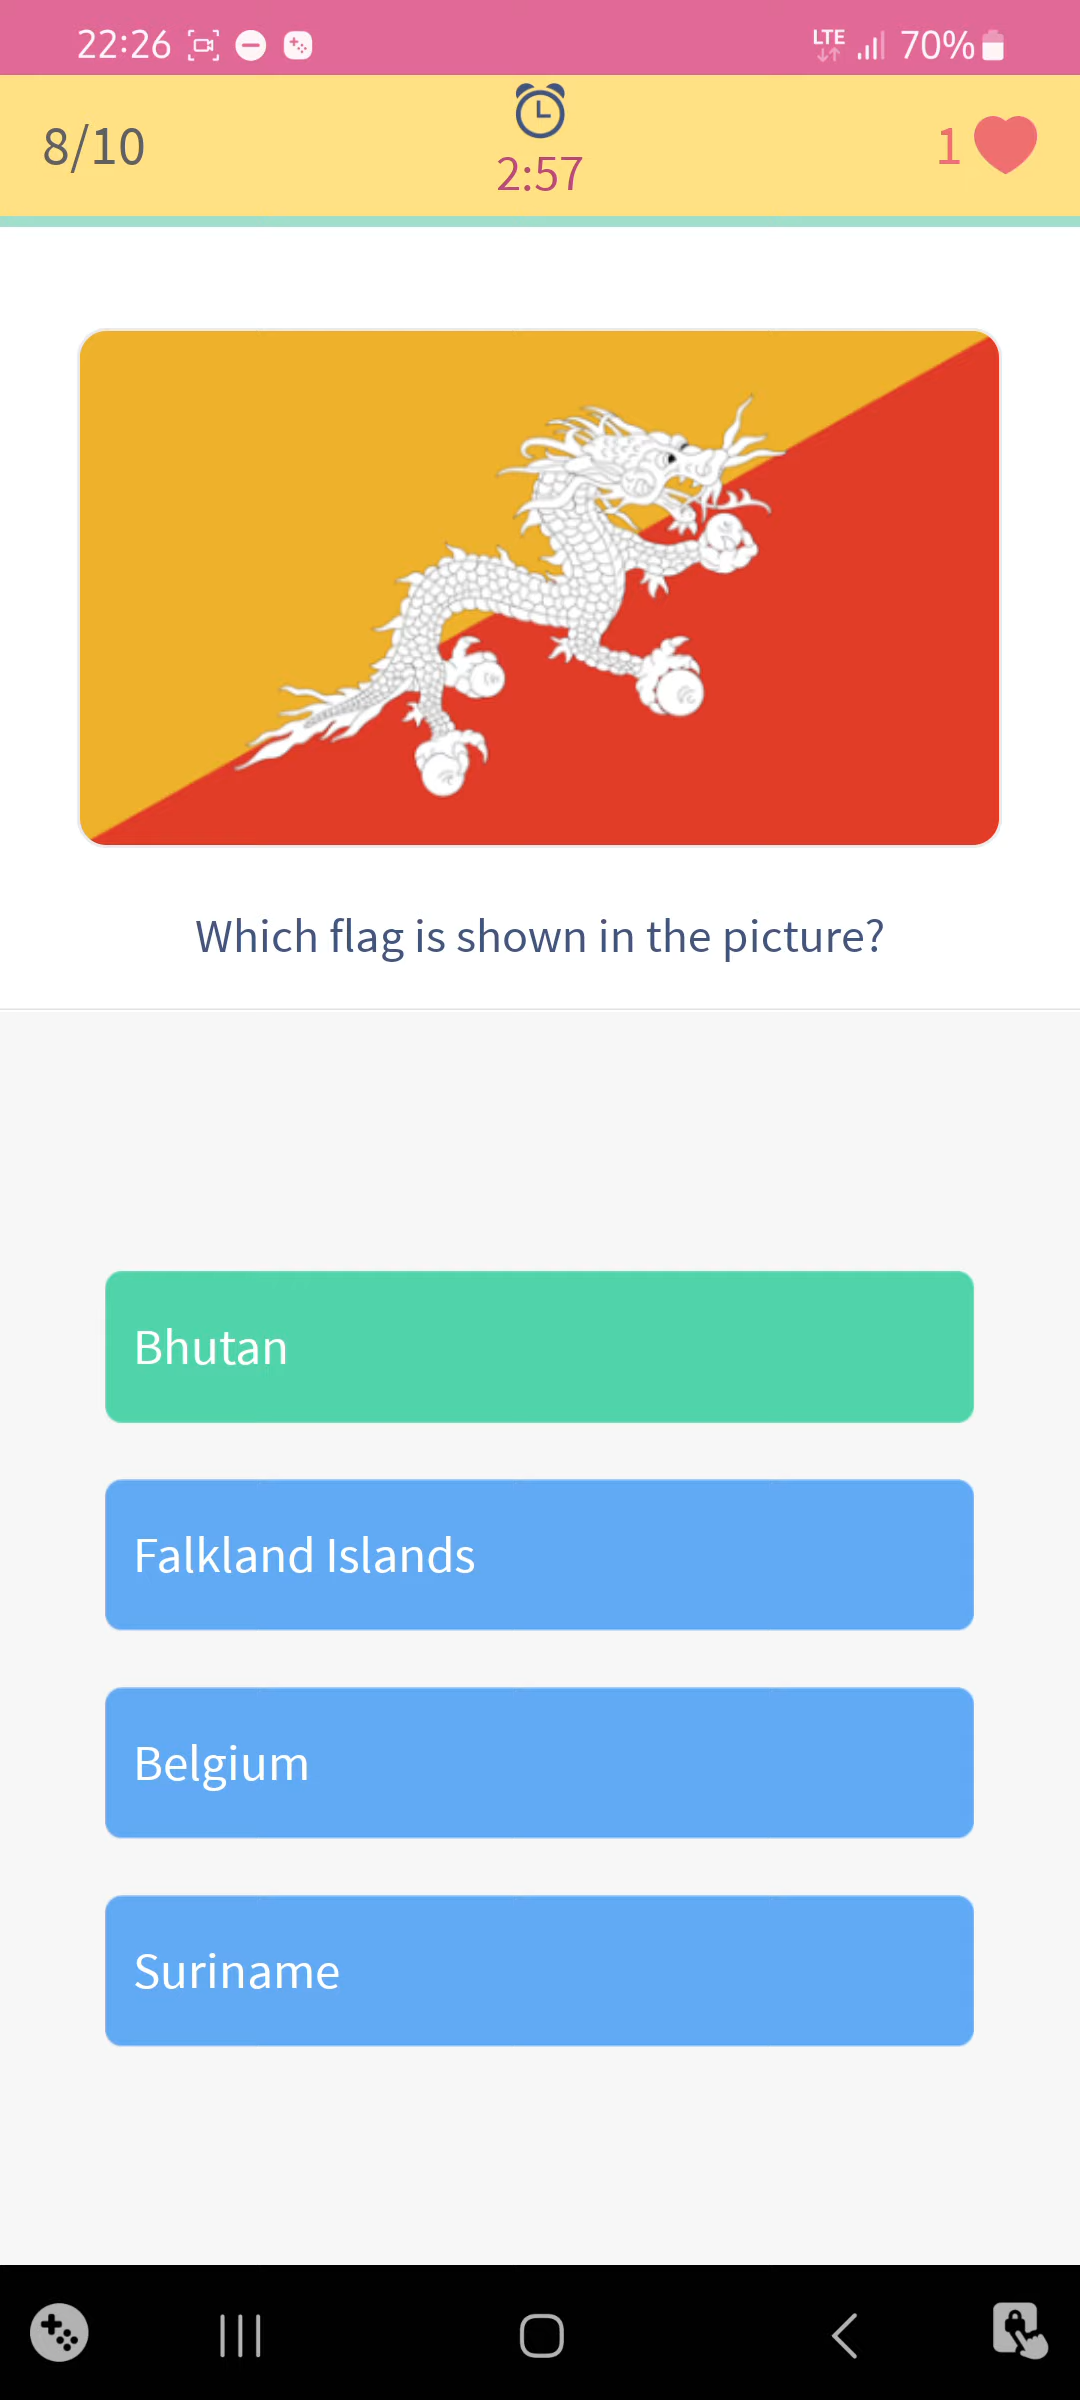 22:26 LTE 70%
8/10
2:57
1
Which flag is shown in the picture?
Bhutan
Falkland Islands
Belgium
Suriname